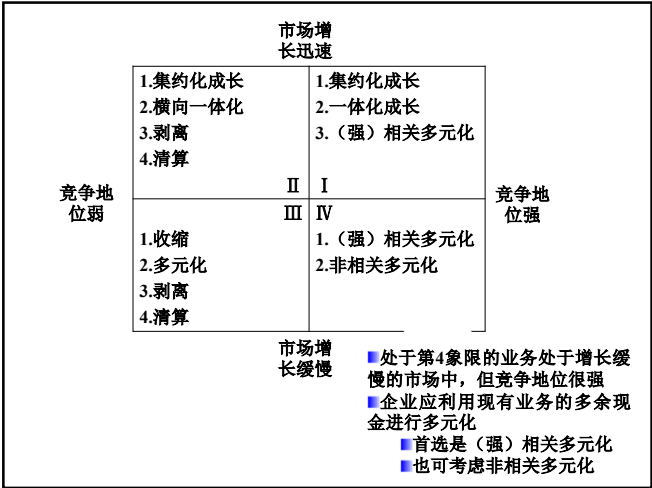 市场增
长迅速
1.集约化成长
2.横向一体化
3.剥离
4.清算
Ⅱ
1.集约化成长
2.一体化成长
3.（强）相关多元化
Ⅰ
竞争地
位弱
竞争地
位强
Ⅲ
1.收缩
2.多元化
3.剥离
4.清算
Ⅳ
1.（强）相关多元化
2.非相关多元化
市场增
长缓慢
处于第4象限的业务处于增长缓
慢的市场中，但竞争地位很强
企业应利用现有业务的多余现
金进行多元化
首选是（强）相关多元化
也可考虑非相关多元化